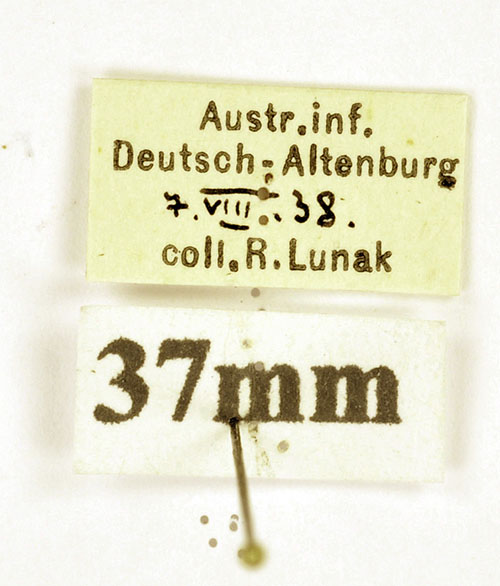 Austr.inf.
Deutsch-Altenburg
7.VIII.38.
coll.R.Lunak
37mm